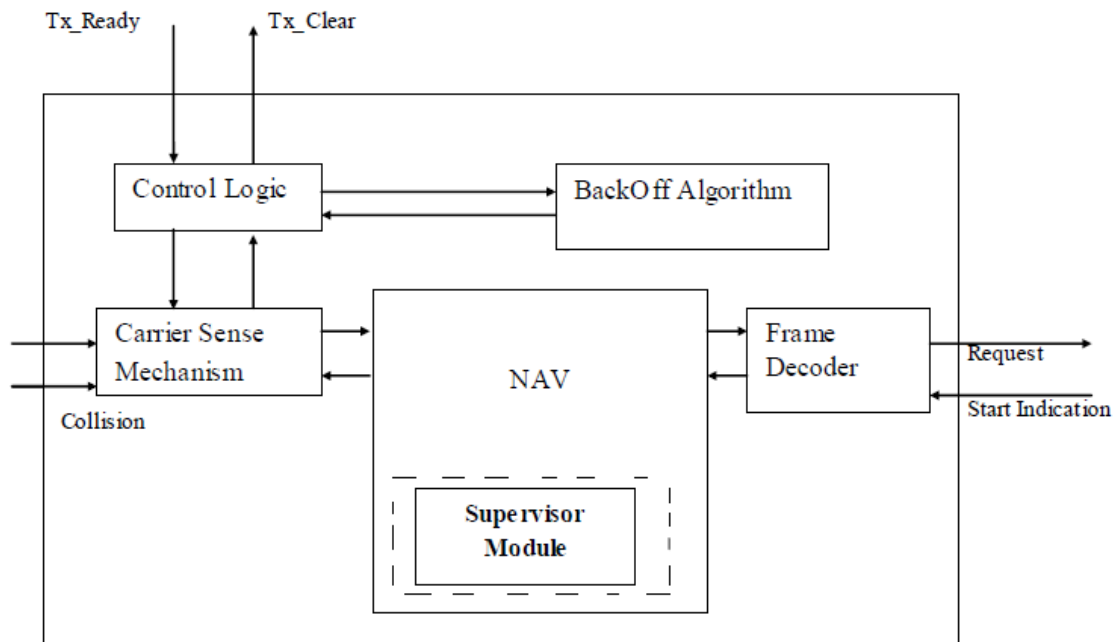 Tx_Ready
Tx_Clear
Control Logic
BackOff Algorithm
Carrier Sense
Mechanism
NAV
Frame
Decoder
Request
Start Indication
Collision
Supervisor
Module